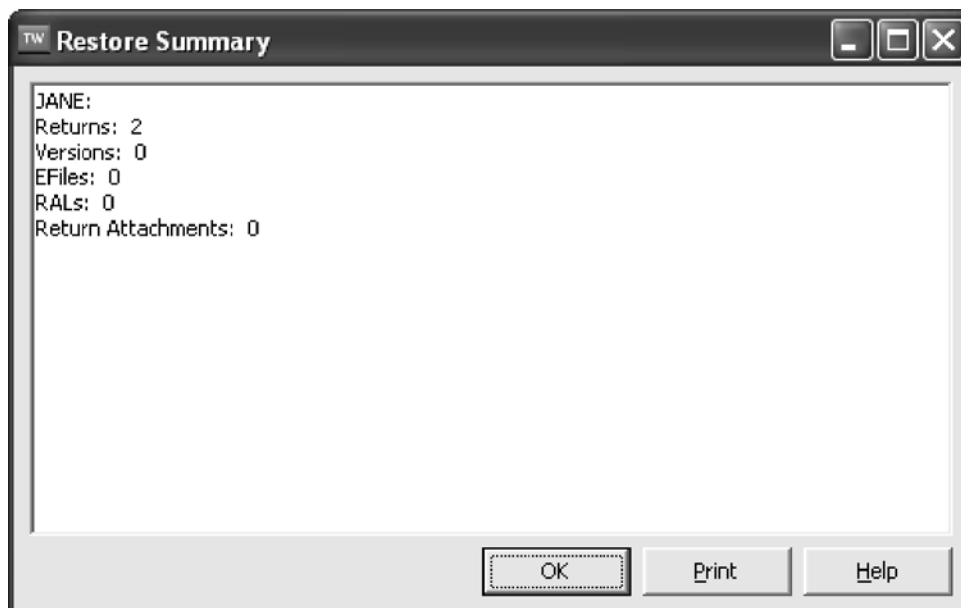 TW Restore Summary
JANE:
Returns: 2
Versions: 0
EFiles: 0
RALs: 0
Return Attachments: 0
OK Print Help